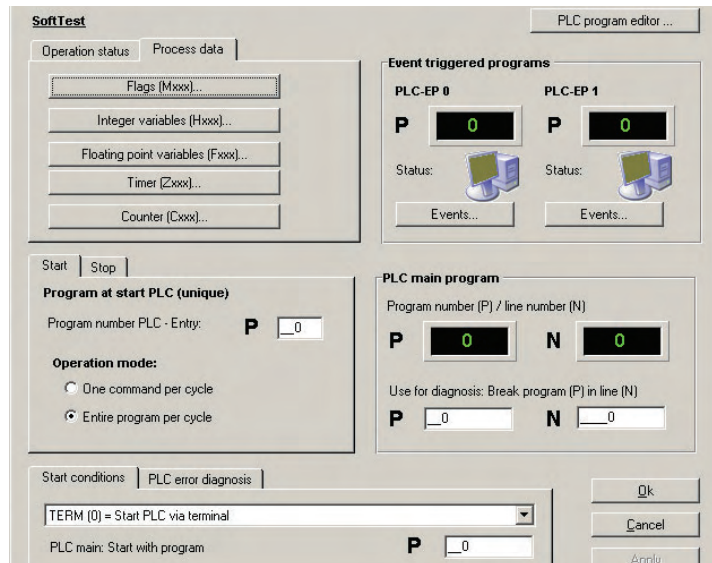 SoftTest
PLC program editor ...
Operation status
Process data
Flags (Mxxx)...
Integer variables (Hxxx)...
Floating point variables (Fxxx)...
Timer (Zxxx)...
Counter (Cxxx)...
Event triggered programs
PLC-EP 0
PLC-EP 1
P 0
P 0
Status:
Status:
Events...
Events...
Start
Stop
Program at start PLC (unique)
Program number PLC - Entry: P __0
Operation mode:
One command per cycle
Entire program per cycle
PLC main program
Program number (P) / line number (N)
P 0 N 0
Use for diagnosis: Break program (P) in line (N)
P __0 N ____0
Start conditions
PLC error diagnosis
TERM (0) = Start PLC via terminal
PLC main: Start with program P __0
Ok
Cancel
Apply